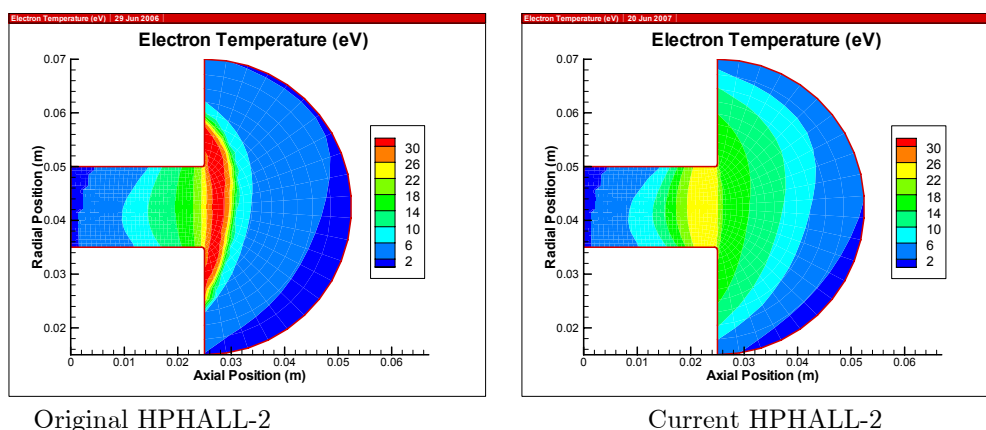 Electron Temperature (eV) | 29 Jun 2006 |
Electron Temperature (eV)
0.07
0.06
0.05
0.04
0.03
0.02
Radial Position (m)
0 0.01 0.02 0.03 0.04 0.05 0.06
Axial Position (m)
30
26
22
18
14
10
6
2
Original HPHALL-2
Electron Temperature (eV) | 20 Jun 2007 |
Electron Temperature (eV)
0.07
0.06
0.05
0.04
0.03
0.02
Radial Position (m)
0 0.01 0.02 0.03 0.04 0.05 0.06
Axial Position (m)
30
26
22
18
14
10
6
2
Current HPHALL-2